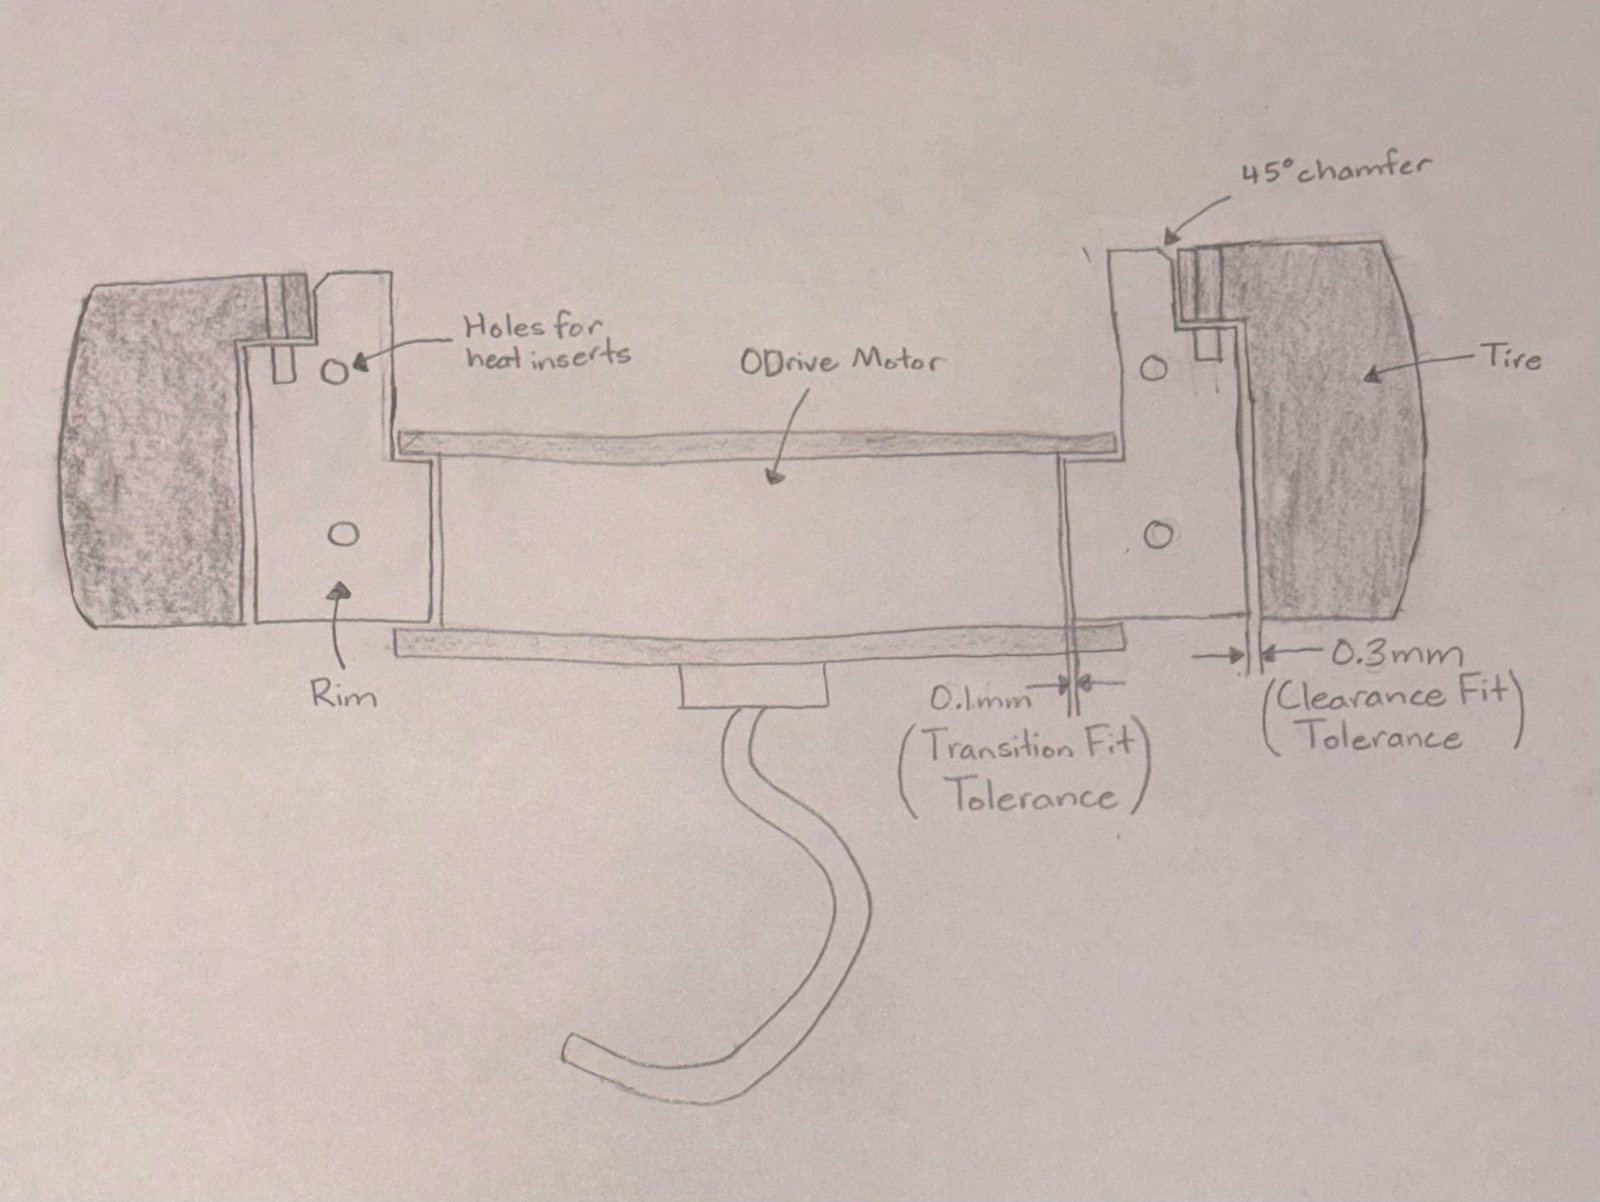 45° chamfer
Holes for
heat inserts
ODrive Motor
Tire
Rim
0.1mm
(Transition Fit
Tolerance)
0.3mm
(Clearance Fit
Tolerance)